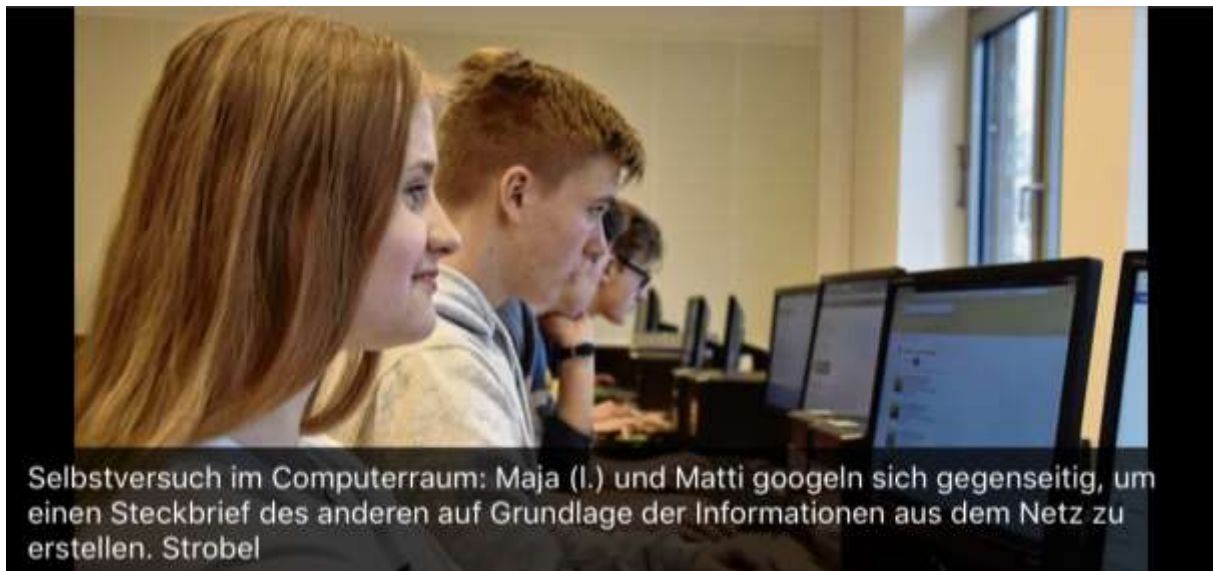 Selbstversuch im Computerraum: Maja (l.) und Matti googeln sich gegenseitig, um
einen Steckbrief des anderen auf Grundlage der Informationen aus dem Netz zu
erstellen. Strobel